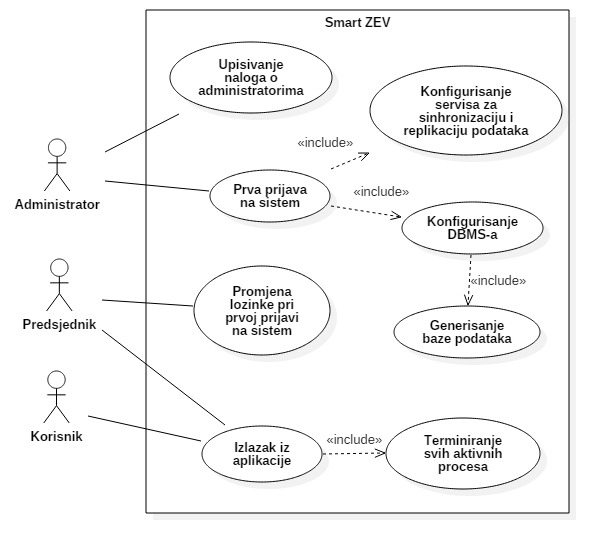 Smart ZEV
Upisivanje
naloga o
administratorima
Konfigurisanje
servisa za
sinhronizaciju i
replikaciju podataka
«include»
Administrator
Prva prijava
na sistem
«include»
Konfigurisanje
DBMS-a
«include»
Predsjednik
Promjena
lozinke pri
prvoj prijavi
na sistem
Generisanje
baze podataka
Korisnik
Izlazak iz
aplikacije
«include»
Terminiranje
svih aktivnih
procesa